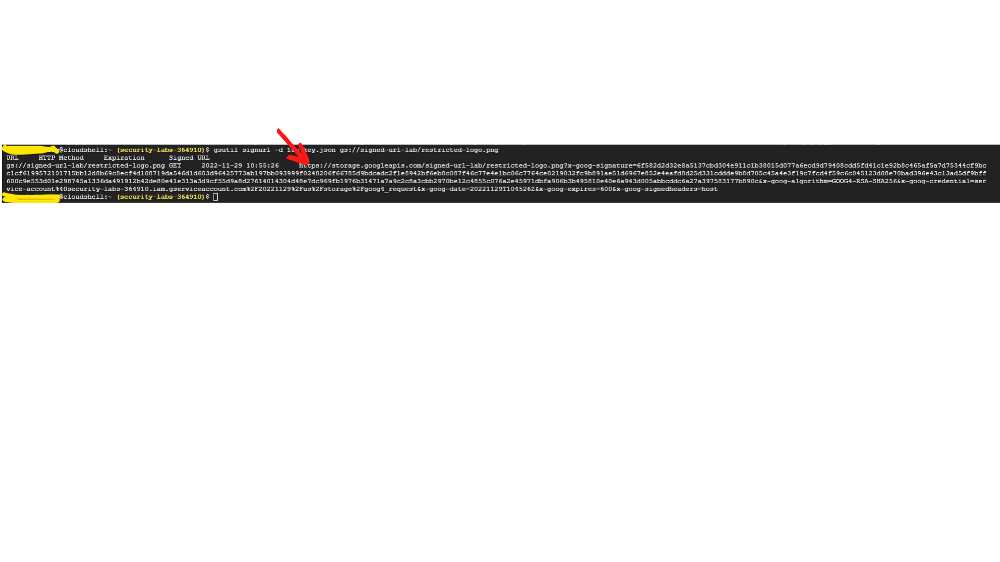 @cloudshell:~ (security-labs-364910)$ gsutil signurl -d key.json gs://signed-url-lab/restricted-logo.png
URL HTTP Method Expiration Signed URL
gs://signed-url-lab/restricted-logo.png GET 2022-11-29 10:55:26 https://storage.googleapis.com/signed-url-lab/restricted-logo.png?x-goog-signature=6f582d2d32e8a5137cbd304e911c1b38015d077a6ecd9d79408cdd5fd41c1e92b8c465af5a7d75344cf9bc
c1cf6199572101715bb12d8b69c8ecf4d108719da546d1d603d96425773ab197bb093999f0248206f66785d9bdcadc2f1e8942bf6eb8c087f46c77e4e1bc06c7764ce0219032fc9b891ae51d6967e852e4eafd8d25d331cddde9b8d705c45a4e3f19c7fcd4f59c6c045123d08e70bad396e43c13ad5df9bff
600c9e553d01e298745a1336da491912b42de80e41e313a3d9cf55d9a8d27614014304d48e7dc969fb1976b31471a7a9c2c8a3cbb2970be12c4855c076a2e45971dbfa906b3b495810e40e6a943d005abbcddc6a27a397583177b890c&x-goog-algorithm=GOOG4-RSA-SHA256&x-goog-credential=ser
vice-account%40security-labs-364910.iam.gserviceaccount.com%2F20221129%2Fus%2Fstorage%2Fgoog4_request&x-goog-date=20221129T104526Z&x-goog-expires=600&x-goog-signedheaders=host
@cloudshell:~ (security-labs-364910)$